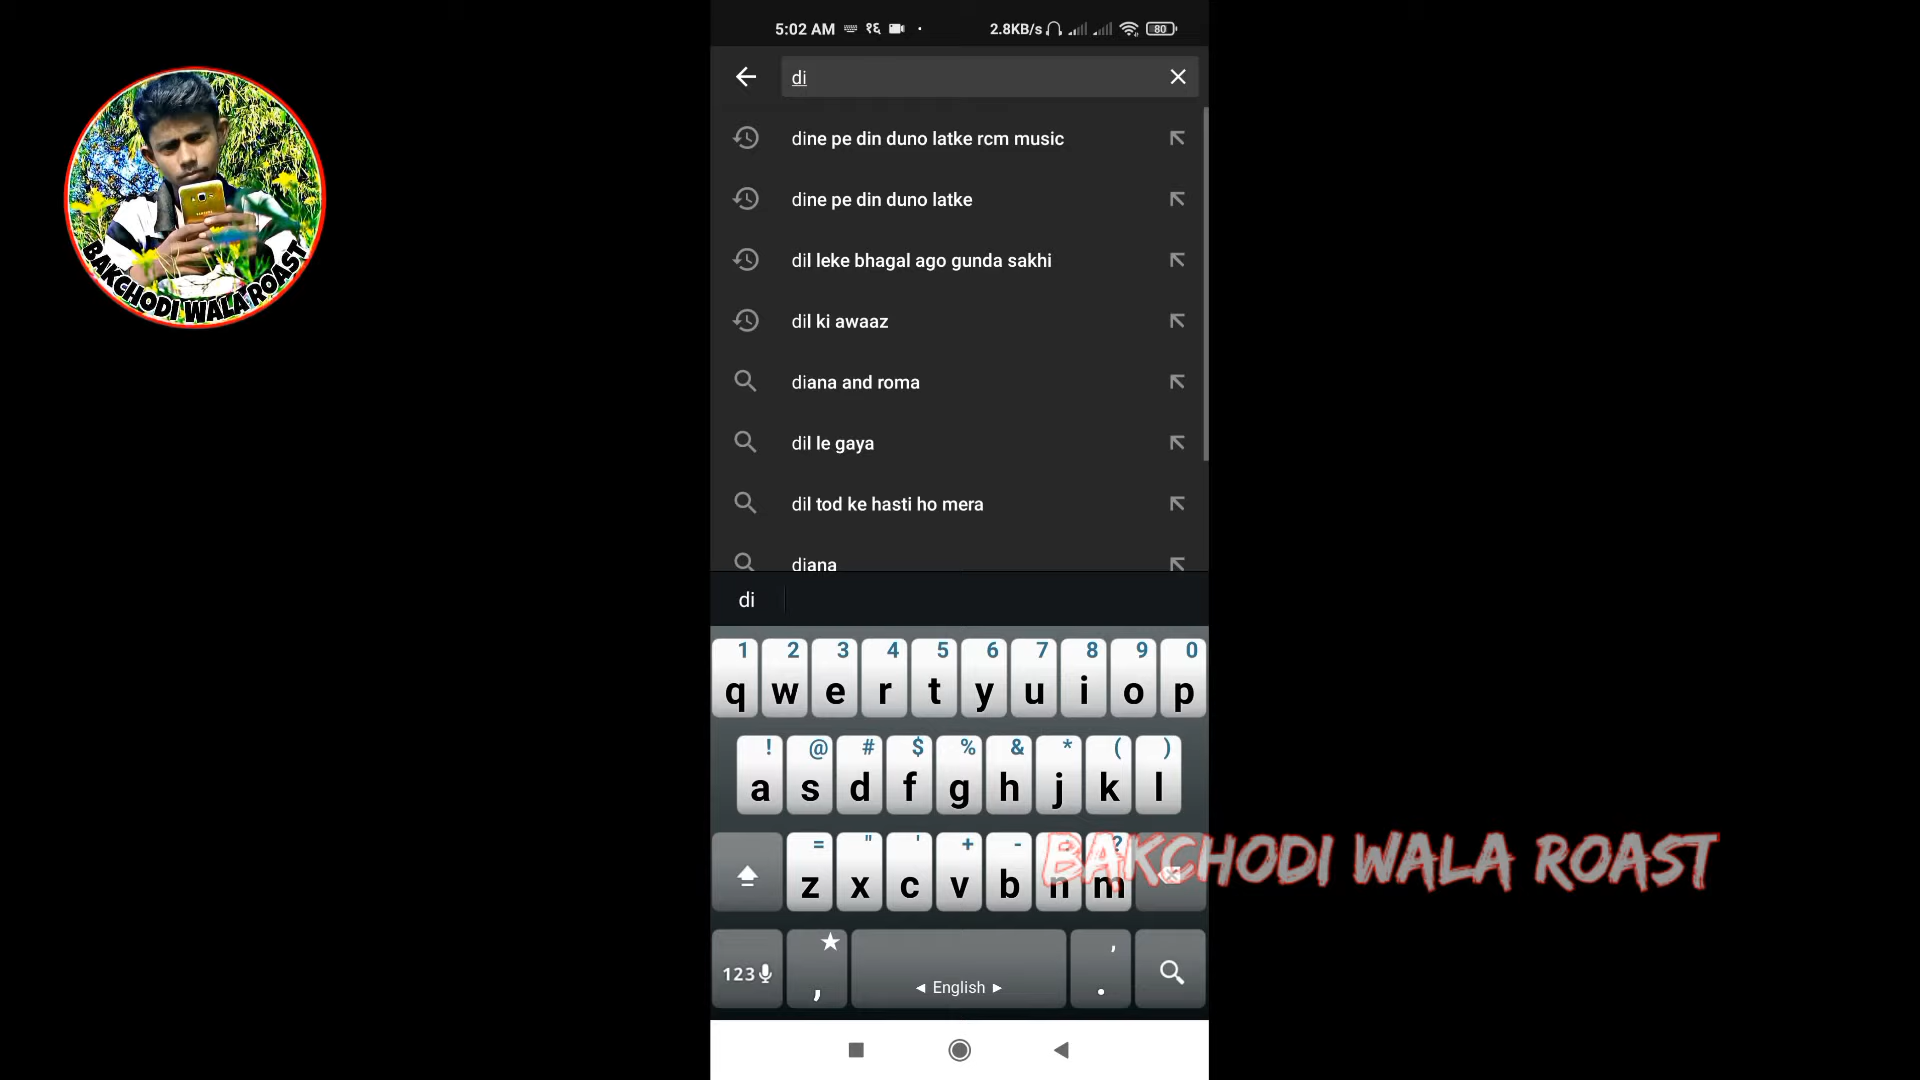 5:02 AM १६ 2.8KB/s 80
di
dine pe din duno latke rcm music
dine pe din duno latke
dil leke bhagal ago gunda sakhi
dil ki awaaz
diana and roma
dil le gaya
dil tod ke hasti ho mera
diana
di
1 2 3 4 5 6 7 8 9 0
q w e r t y u i o p
! @ # $ % & * ( )
a s d f g h j k l
= " ' + - ?
z x c v b n m
123 , ◄ English ► ' .
BAKCHODI WALA ROAST
BAKCHODI WALA ROAST